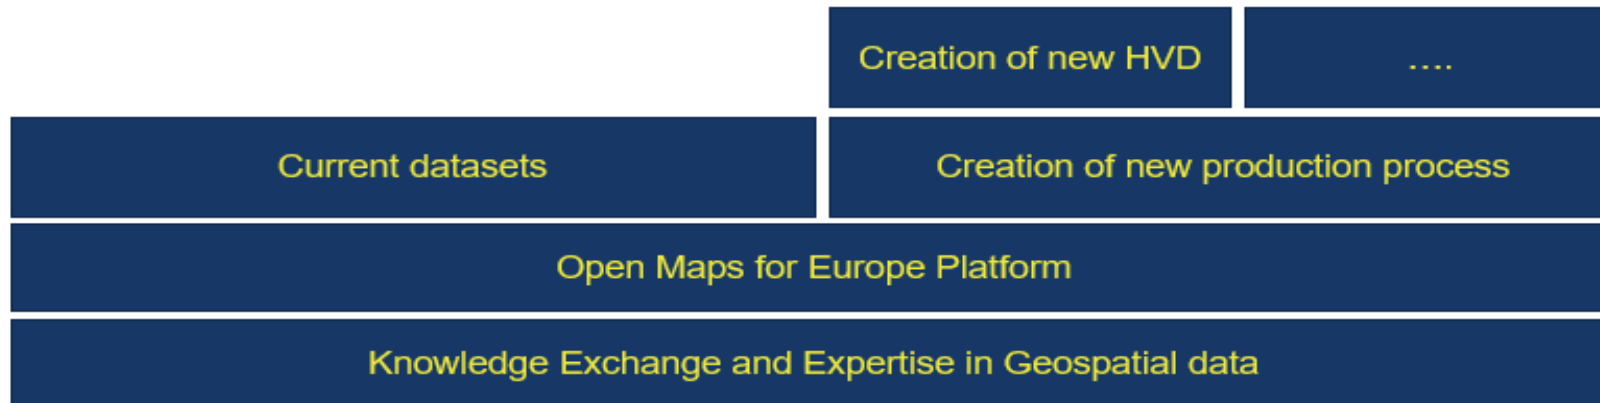 Creation of new HVD
....
Current datasets
Creation of new production process
Open Maps for Europe Platform
Knowledge Exchange and Expertise in Geospatial data